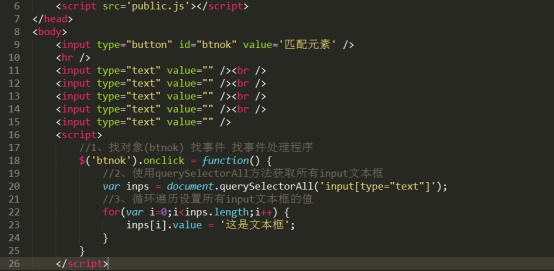 6 <script src='public.js'></script>
7 </head>
8 <body>
9 <input type="button" id="btnok" value='匹配元素' />
10 <hr />
11 <input type="text" value="" /><br />
12 <input type="text" value="" /><br />
13 <input type="text" value="" /><br />
14 <input type="text" value="" /><br />
15 <input type="text" value="" />
16 <script>
17 //1、找对象(btnok) 找事件 找事件处理程序
18 $('btnok').onclick = function() {
19 //2、使用querySelectorAll方法获取所有input文本框
20 var inps = document.querySelectorAll('input[type="text"]');
21 //3、循环遍历设置所有input文本框的值
22 for(var i=0;i<inps.length;i++) {
23 inps[i].value = '这是文本框';
24 }
25 }
26 </script>